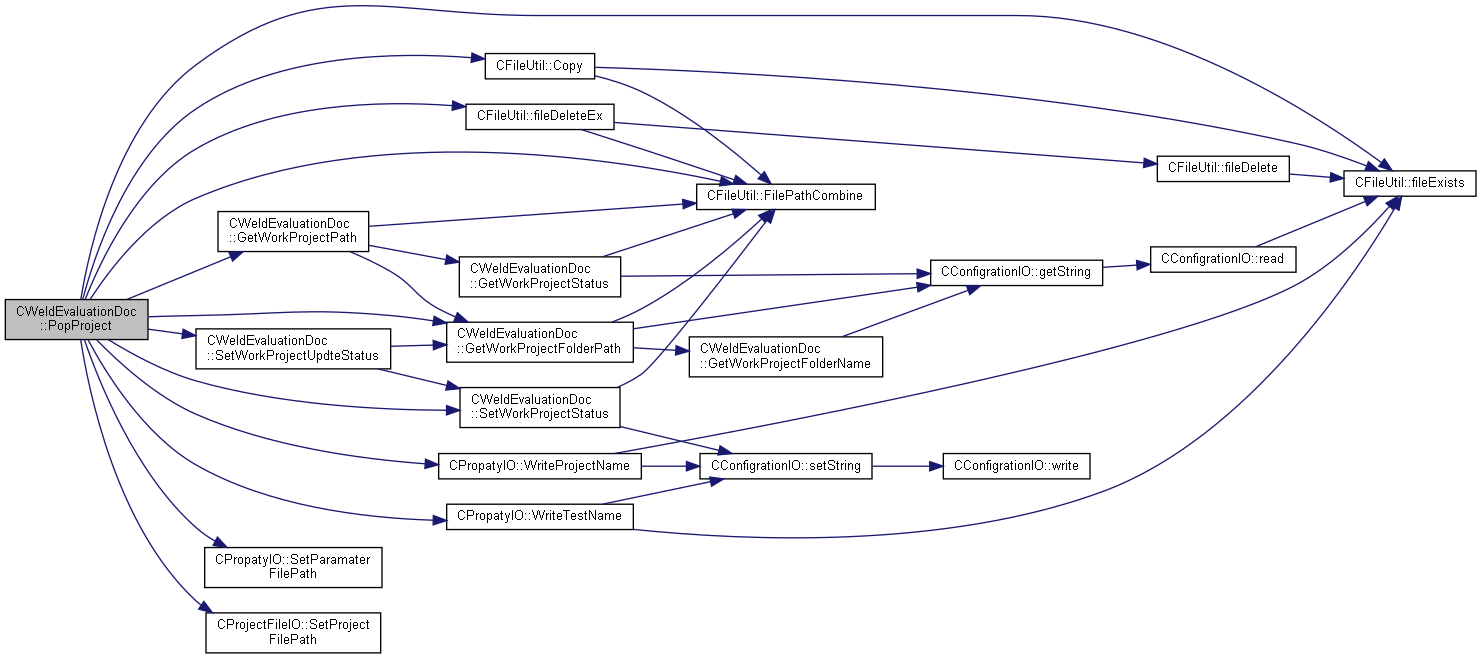 CFileUtil::Copy
CFileUtil::fileDeleteEx
CFileUtil::fileDelete
CFileUtil::fileExists
CFileUtil::FilePathCombine
CWeldEvaluationDoc
::GetWorkProjectPath
CWeldEvaluationDoc
::GetWorkProjectStatus
CConfigrationIO::getString
CConfigrationIO::read
CWeldEvaluationDoc
::PopProject
CWeldEvaluationDoc
::SetWorkProjectUpdteStatus
CWeldEvaluationDoc
::GetWorkProjectFolderPath
CWeldEvaluationDoc
::GetWorkProjectFolderName
CWeldEvaluationDoc
::SetWorkProjectStatus
CPropatyIO::WriteProjectName
CConfigrationIO::setString
CConfigrationIO::write
CPropatyIO::WriteTestName
CPropatyIO::SetParamater
FilePath
CProjectFileIO::SetProject
FilePath